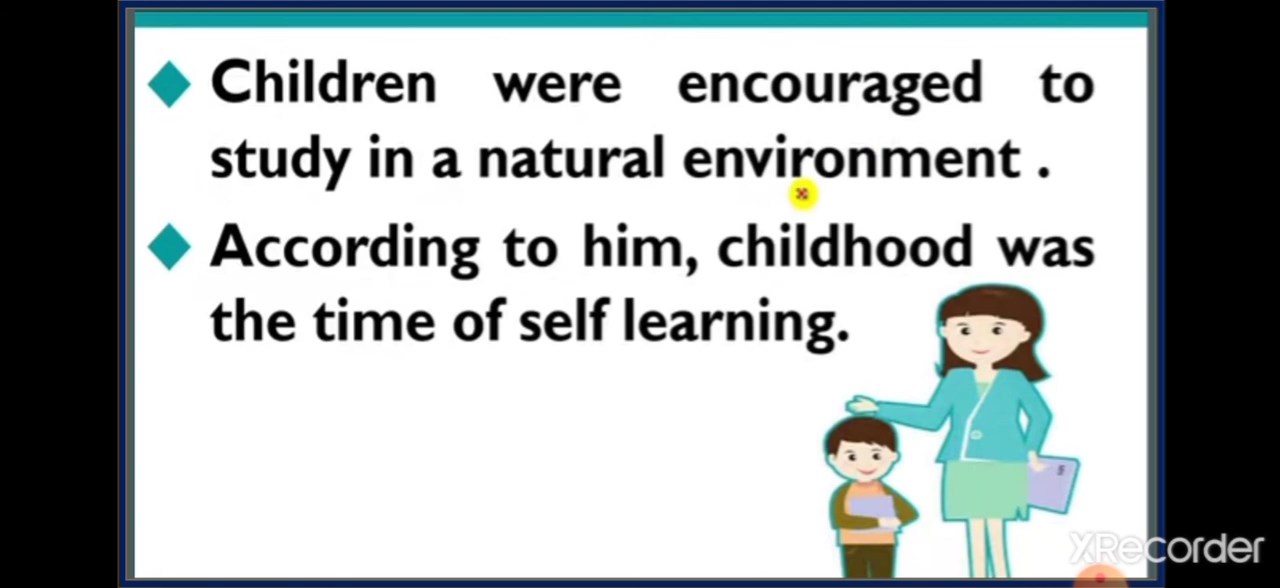 Children were encouraged to
study in a natural environment .
According to him, childhood was
the time of self learning.
XRecorder